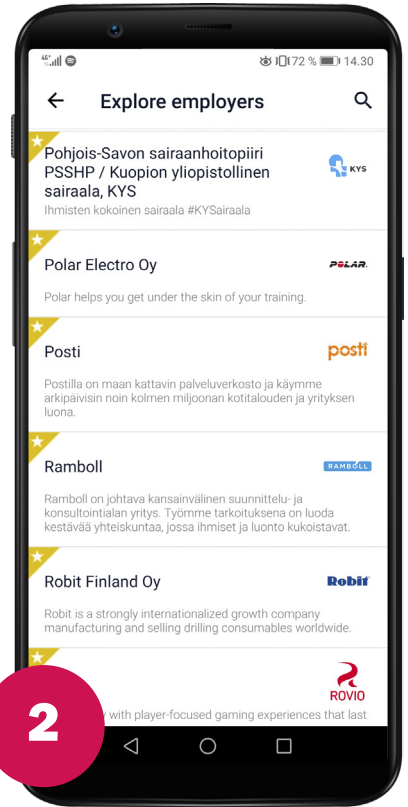 4G+ 72 % 14.30
Explore employers
Pohjois-Savon sairaanhoitopiiri
PSSHP / Kuopion yliopistollinen
sairaala, KYS
KYS
Ihmisten kokoinen sairaala #KYSairaala
Polar Electro Oy
POLAR.
Polar helps you get under the skin of your training.
Posti
posti
Postilla on maan kattavin palveluverkosto ja käymme
arkipäivisin noin kolmen miljoonan kotitalouden ja yrityksen
luona.
Ramboll
RAMBOLL
Ramboll on johtava kansainvälinen suunnittelu- ja
konsultointialan yritys. Työmme tarkoituksena on luoda
kestävää yhteiskuntaa, jossa ihmiset ja luonto kukoistavat.
Robit Finland Oy
Robit
Robit is a strongly internationalized growth company
manufacturing and selling drilling consumables worldwide.
ROVIO
with player-focused gaming experiences that last
2